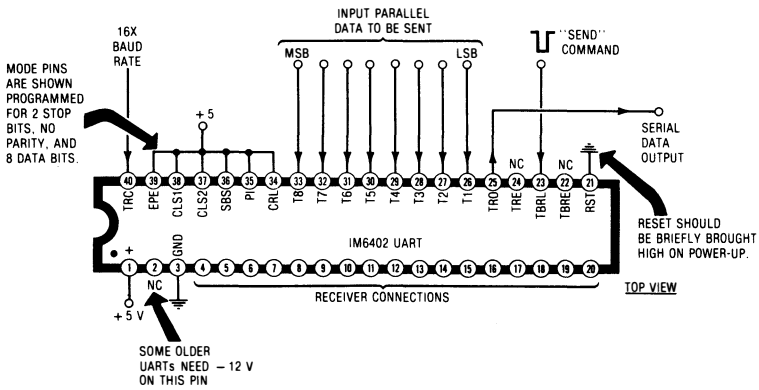 INPUT PARALLEL
DATA TO BE SENT
16X
BAUD
RATE
MSB
LSB
"SEND"
COMMAND
MODE PINS
ARE SHOWN
PROGRAMMED
FOR 2 STOP
BITS, NO
PARITY, AND
8 DATA BITS.
+5
SERIAL
DATA
OUTPUT
NC
NC
40 39 38 37 36 35 34 33 32 31 30 29 28 27 26 25 24 23 22 21
TRC EPE CLS1 CLS2 SBS PI CRL T8 T7 T6 T5 T4 T3 T2 T1 TRO TRE TBRL TBRE RST
IM6402 UART
+
GND
1 2 3 4 5 6 7 8 9 10 11 12 13 14 15 16 17 18 19 20
NC
+5 V
RECEIVER CONNECTIONS
RESET SHOULD
BE BRIEFLY BROUGHT
HIGH ON POWER-UP.
TOP VIEW
SOME OLDER
UARTs NEED –12 V
ON THIS PIN